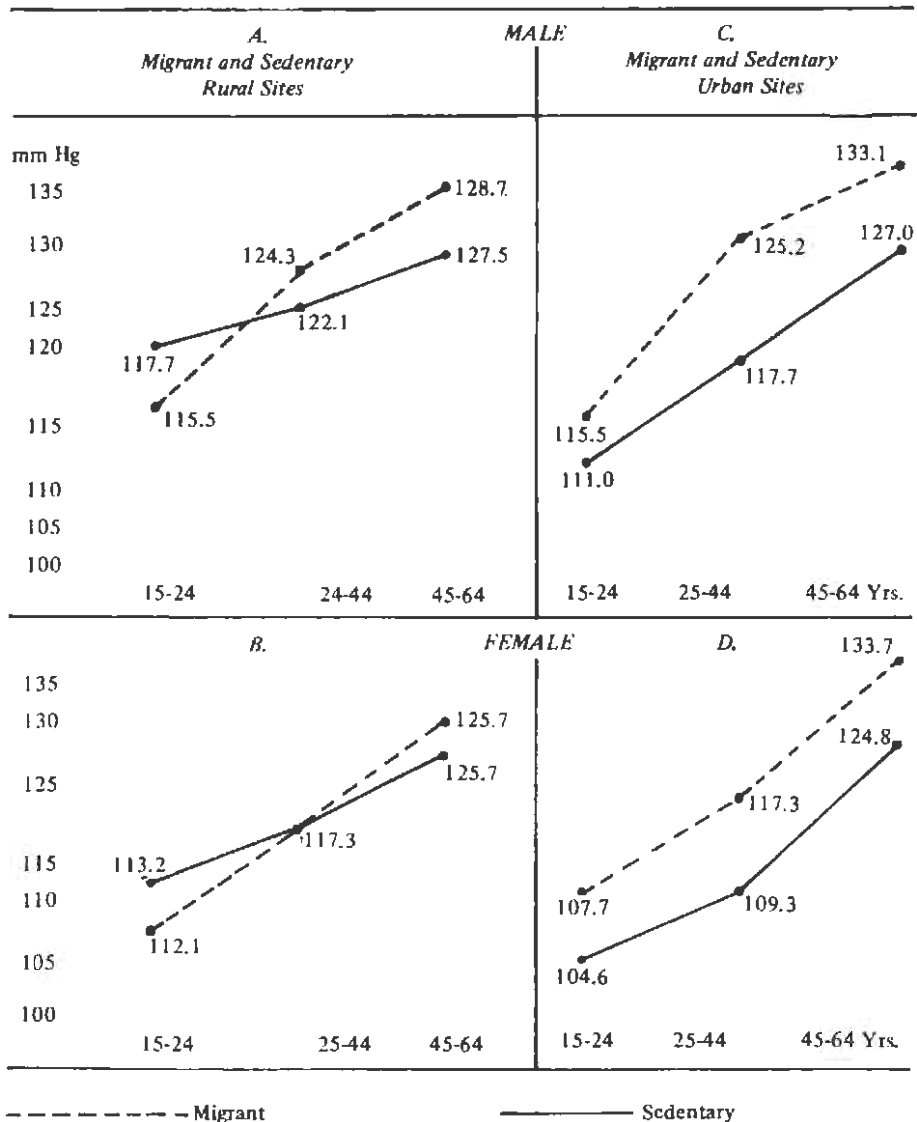 A. MALE C.
Migrant and Sedentary Migrant and Sedentary
Rural Sites Urban Sites
mm Hg 133.1
135 128.7
130 124.3 125.2 127.0
127.5
125 122.1
120
117.7 117.7
115 115.5 115.5
110 111.0
105
100
15-24 24-44 45-64 15-24 25-44 45-64 Yrs.
B. FEMALE D.
133.7
135
130 125.7
124.8
125 125.7
117.3
115 113.2 117.3
110 109.3
112.1 107.7
105 104.6
100
15-24 25-44 45-64 15-24 25-44 45-64 Yrs.
Migrant Sedentary